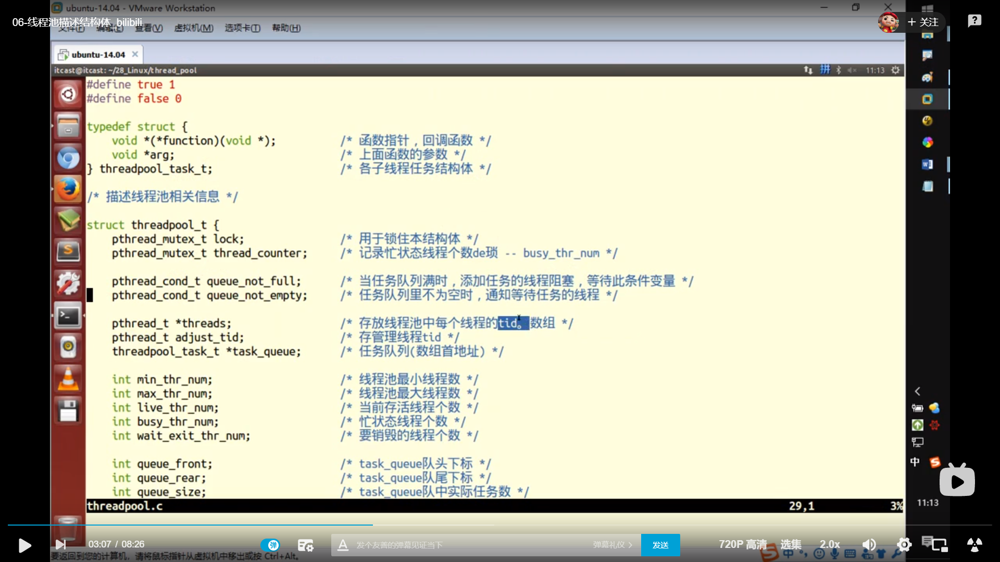 ubuntu-14.04 - VMware Workstation
06-线程池描述结构体_bilibili
文件(F) 编辑(E) 查看(V) 虚拟机(M) 选项卡(T) 帮助(H)
+ 关注
ubuntu-14.04 ×
itcast@itcast: ~/28_Linux/thread_pool
拼 11:13
#define true 1
#define false 0
typedef struct {
void *(*function)(void *); /* 函数指针，回调函数 */
void *arg; /* 上面函数的参数 */
} threadpool_task_t; /* 各子线程任务结构体 */
/* 描述线程池相关信息 */
struct threadpool_t {
pthread_mutex_t lock; /* 用于锁住本结构体 */
pthread_mutex_t thread_counter; /* 记录忙状态线程个数de琐 -- busy_thr_num */
pthread_cond_t queue_not_full; /* 当任务队列满时，添加任务的线程阻塞，等待此条件变量 */
pthread_cond_t queue_not_empty; /* 任务队列里不为空时，通知等待任务的线程 */
pthread_t *threads; /* 存放线程池中每个线程的tid。数组 */
pthread_t adjust_tid; /* 存管理线程tid */
threadpool_task_t *task_queue; /* 任务队列(数组首地址) */
int min_thr_num; /* 线程池最小线程数 */
int max_thr_num; /* 线程池最大线程数 */
int live_thr_num; /* 当前存活线程个数 */
int busy_thr_num; /* 忙状态线程个数 */
int wait_exit_thr_num; /* 要销毁的线程个数 */
int queue_front; /* task_queue队头下标 */
int queue_rear; /* task_queue队尾下标 */
int queue_size; /* task_queue队中实际任务数 */
threadpool.c 29,1 3%
中
11:13
03:07 / 08:26
弹
发个友善的弹幕见证当下
弹幕礼仪 >
发送
720P 高清
选集
2.0x
要返回到您的计算机，请将鼠标指针从虚拟机中移出或按 Ctrl+Alt。
中